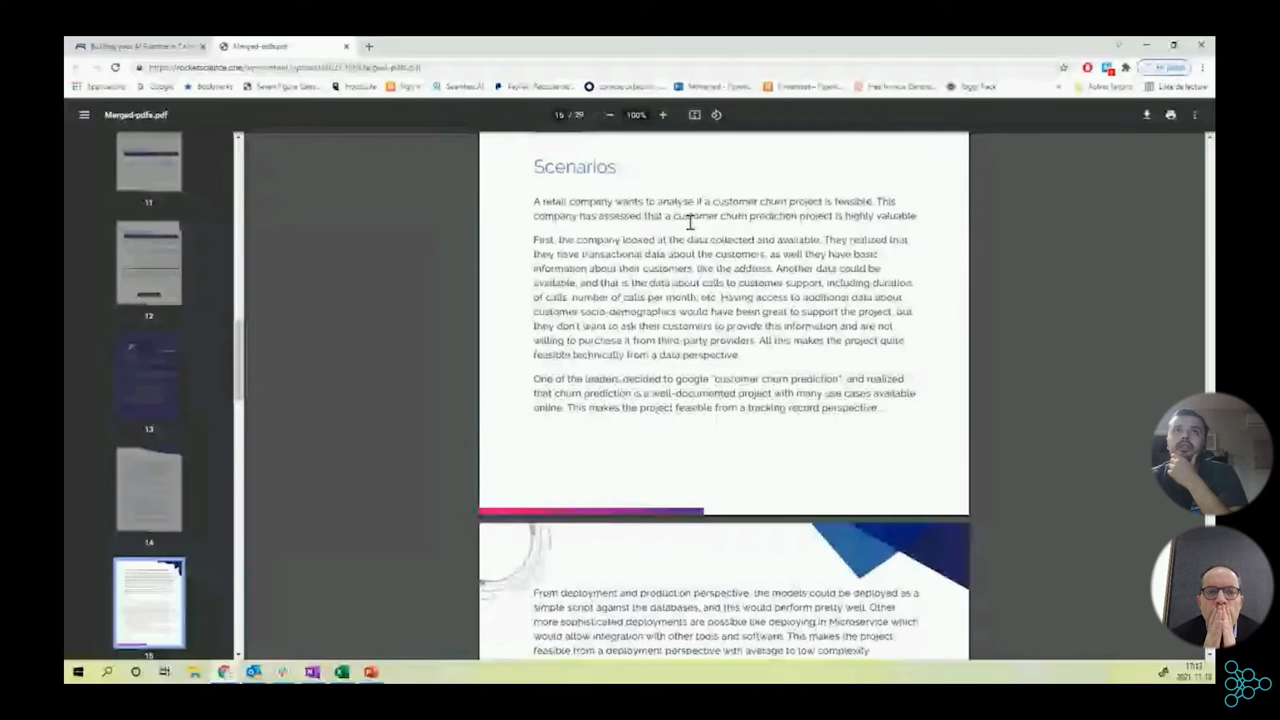 Merged-pdfs.pdf
Google
Bookmarks
Lista de lecture
Merged-pdfs.pdf
15 / 29
100%
11
12
13
14
15
Scenarios
A retail company wants to analyse if a customer churn project is feasible. This
company has assessed that a customer churn prediction project is highly valuable
First, the company looked at the data collected and available. They realized that
they have transactional data about the customers, as well they have basic
information about their customers, like the address. Another data could be
available, and that is the data about calls to customer support, including duration
of calls, number of calls per month, etc. Having access to additional data about
customer socio-demographics would have been great to support the project, but
they don't want to ask their customers to provide this information and are not
willing to purchase it from third-party providers. All this makes the project quite
feasible technically from a data perspective.
One of the leaders decided to google "customer churn prediction", and realized
that churn prediction is a well-documented project with many use cases available
online. This makes the project feasible from a tracking record perspective...
From deployment and production perspective, the models could be deployed as a
simple script against the databases, and this would perform pretty well. Other
more sophisticated deployments are possible like deploying in Microservice which
would allow integration with other tools and software. This makes the project
feasible from a deployment perspective with average to low complexity
17:13